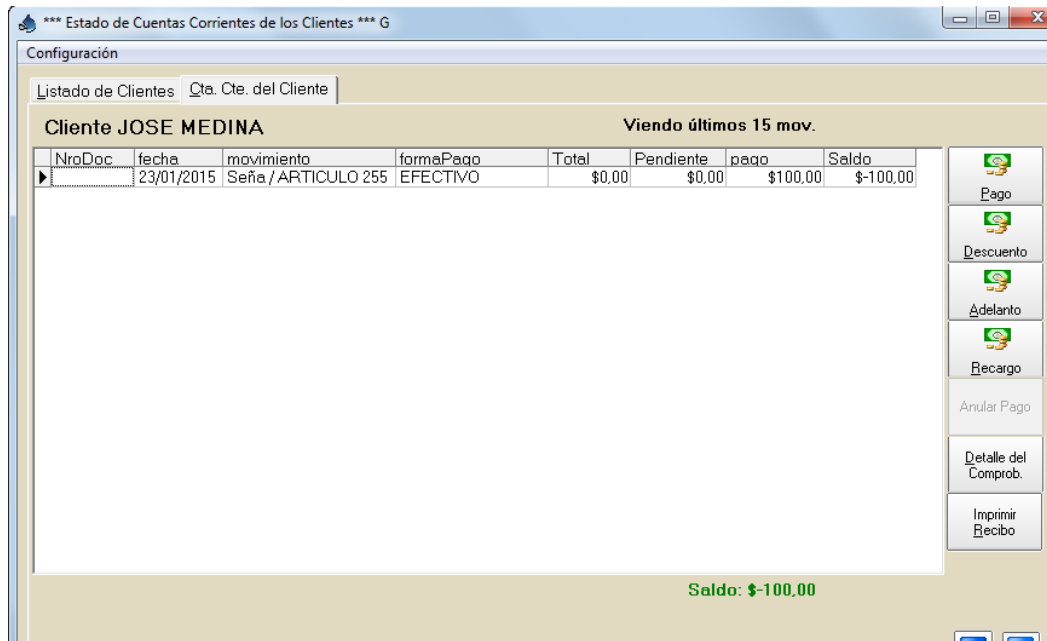 *** Estado de Cuentas Corrientes de los Clientes *** G
Configuración
Listado de Clientes Cta. Cte. del Cliente
Cliente JOSE MEDINA Viendo últimos 15 mov.
NroDoc fecha movimiento formaPago Total Pendiente pago Saldo
23/01/2015 Seña / ARTICULO 255 EFECTIVO $0,00 $0,00 $100,00 $-100,00
Pago
Descuento
Adelanto
Recargo
Anular Pago
Detalle del
Comprob.
Imprimir
Recibo
Saldo: $-100,00